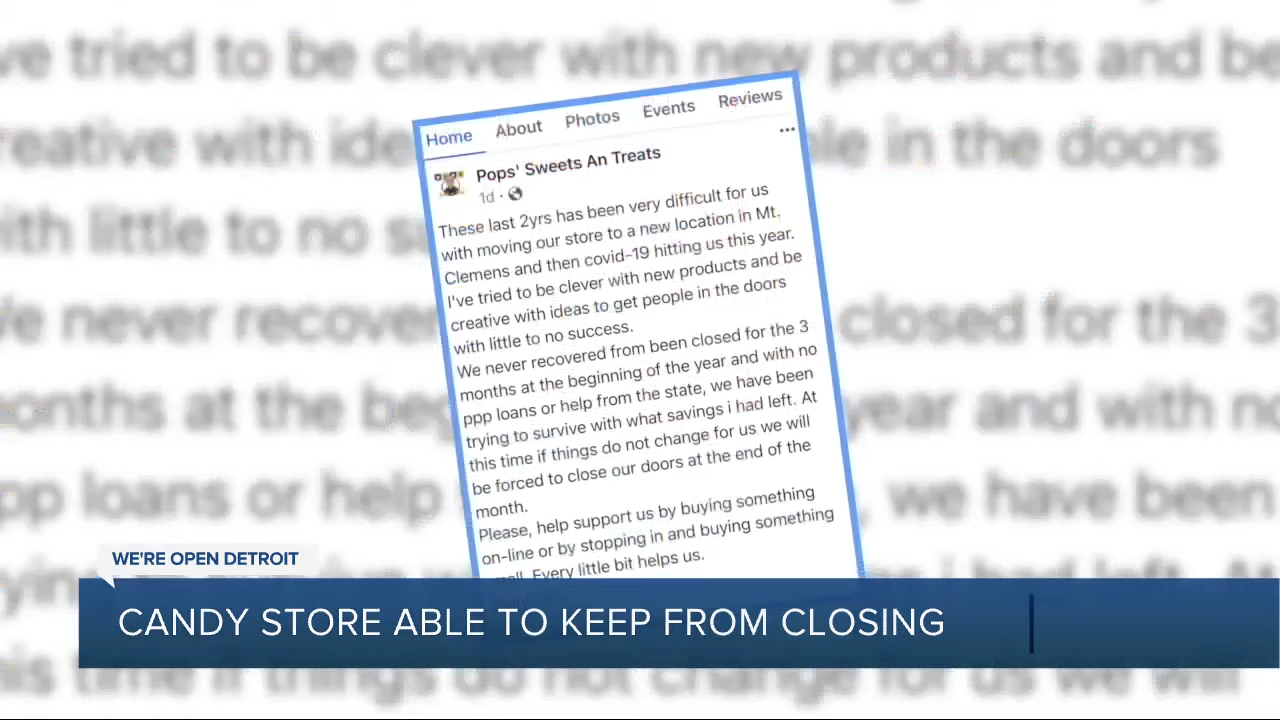 Home About Photos Events Reviews
Pops' Sweets An Treats
1d
These last 2yrs has been very difficult for us
with moving our store to a new location in Mt.
Clemens and then covid-19 hitting us this year.
I've tried to be clever with new products and be
creative with ideas to get people in the doors
with little to no success.
We never recovered from been closed for the 3
months at the beginning of the year and with no
ppp loans or help from the state, we have been
trying to survive with what savings i had left. At
this time if things do not change for us we will
be forced to close our doors at the end of the
month.
Please, help support us by buying something
on-line or by stopping in and buying something
Every little bit helps us.
WE'RE OPEN DETROIT
CANDY STORE ABLE TO KEEP FROM CLOSING